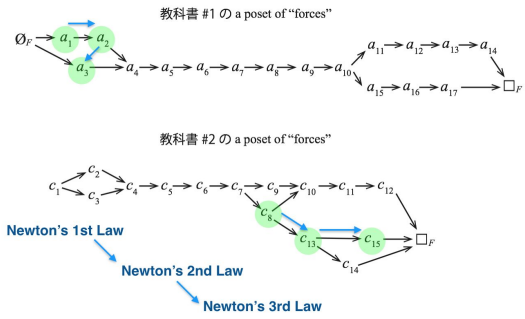 教科書 #1 の a poset of “forces”
Ø_F a_1 a_2 a_3 a_4 a_5 a_6 a_7 a_8 a_9 a_10 a_11 a_12 a_13 a_14
a_15 a_16 a_17 □_F
教科書 #2 の a poset of “forces”
c_1 c_2 c_3 c_4 c_5 c_6 c_7 c_9 c_10 c_11 c_12
c_8 c_13 c_15 □_F
c_14
Newton’s 1st Law
Newton’s 2nd Law
Newton’s 3rd Law